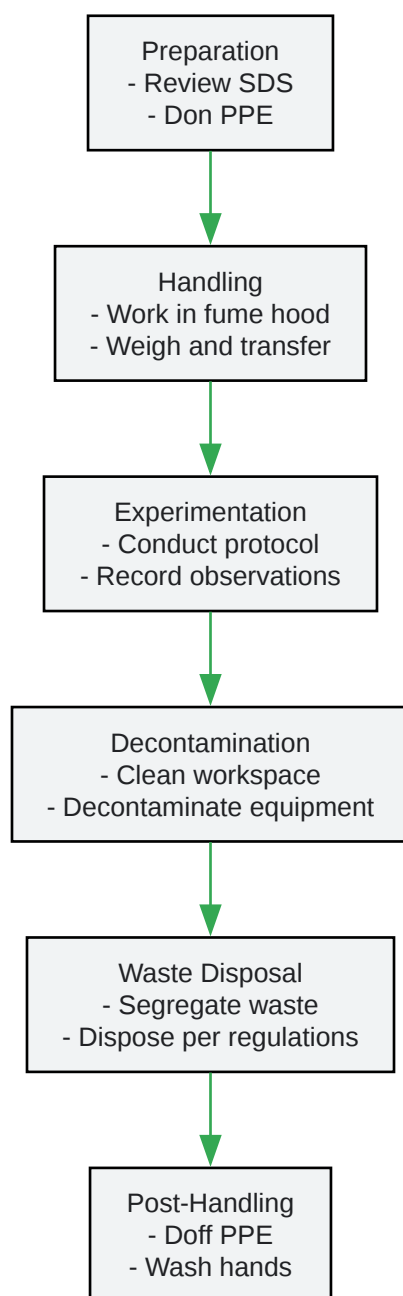 Preparation
- Review SDS
- Don PPE
Handling
- Work in fume hood
- Weigh and transfer
Experimentation
- Conduct protocol
- Record observations
Decontamination
- Clean workspace
- Decontaminate equipment
Waste Disposal
- Segregate waste
- Dispose per regulations
Post-Handling
- Doff PPE
- Wash hands